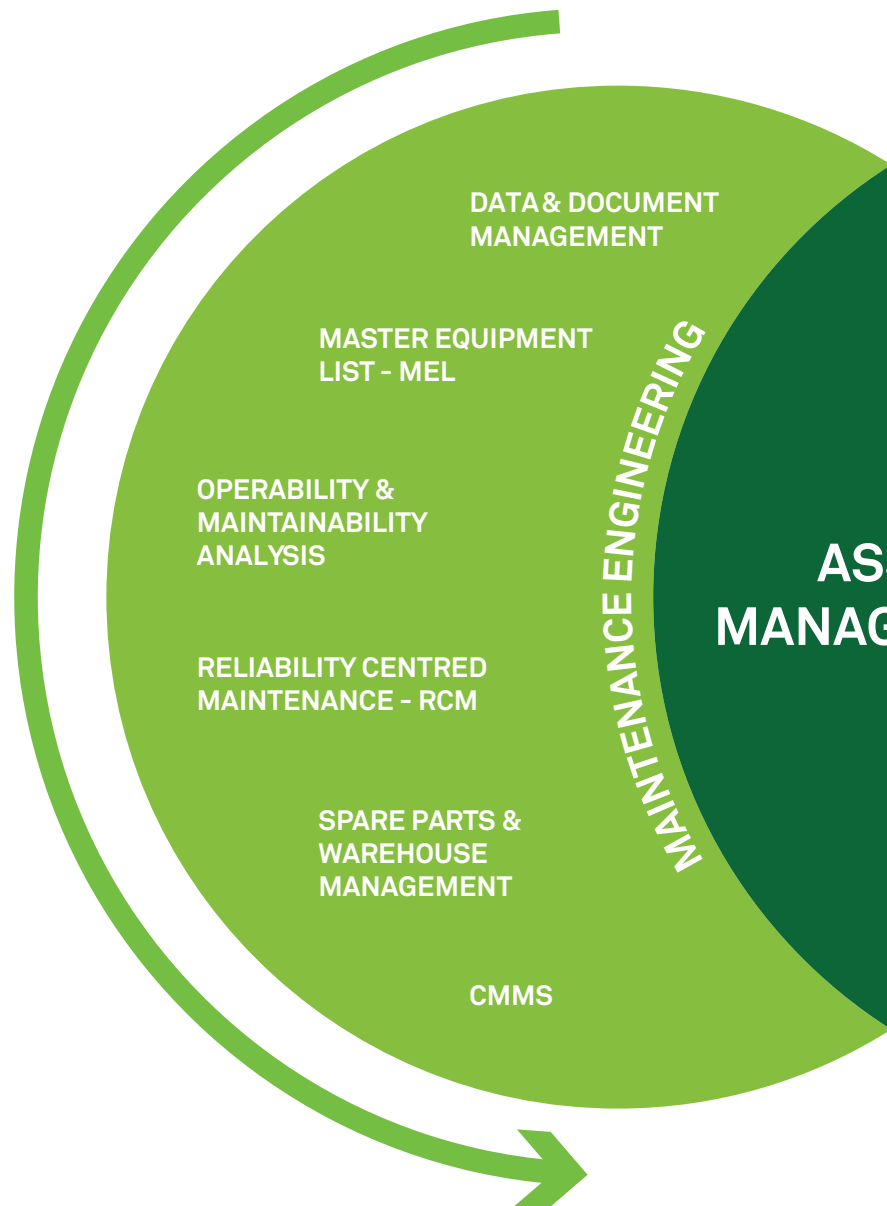 DATA & DOCUMENT
MANAGEMENT
MASTER EQUIPMENT
LIST - MEL
OPERABILITY &
MAINTAINABILITY
ANALYSIS
RELIABILITY CENTRED
MAINTENANCE - RCM
SPARE PARTS &
WAREHOUSE
MANAGEMENT
CMMS
MAINTENANCE ENGINEERING